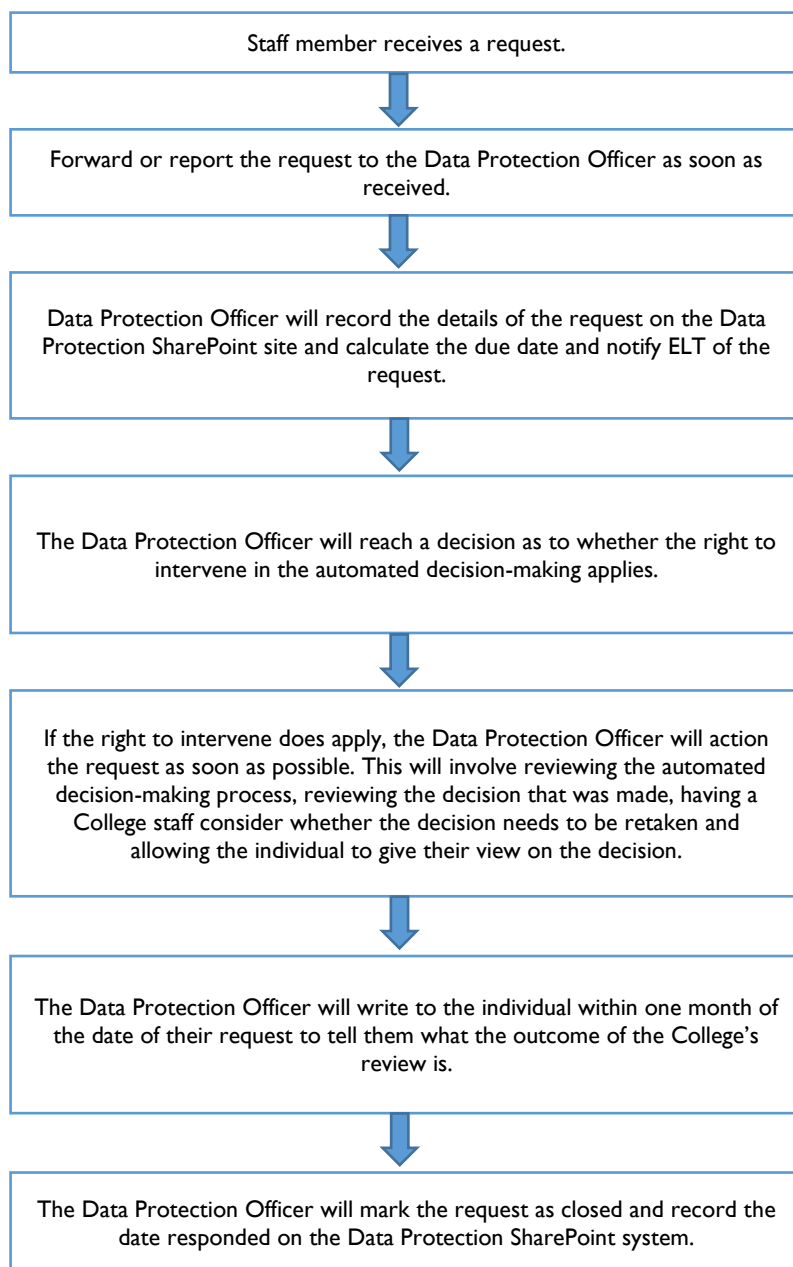 Staff member receives a request.
Forward or report the request to the Data Protection Officer as soon as
received.
Data Protection Officer will record the details of the request on the Data
Protection SharePoint site and calculate the due date and notify ELT of the
request.
The Data Protection Officer will reach a decision as to whether the right to
intervene in the automated decision-making applies.
If the right to intervene does apply, the Data Protection Officer will action
the request as soon as possible. This will involve reviewing the automated
decision-making process, reviewing the decision that was made, having a
College staff consider whether the decision needs to be retaken and
allowing the individual to give their view on the decision.
The Data Protection Officer will write to the individual within one month of
the date of their request to tell them what the outcome of the College’s
review is.
The Data Protection Officer will mark the request as closed and record the
date responded on the Data Protection SharePoint system.